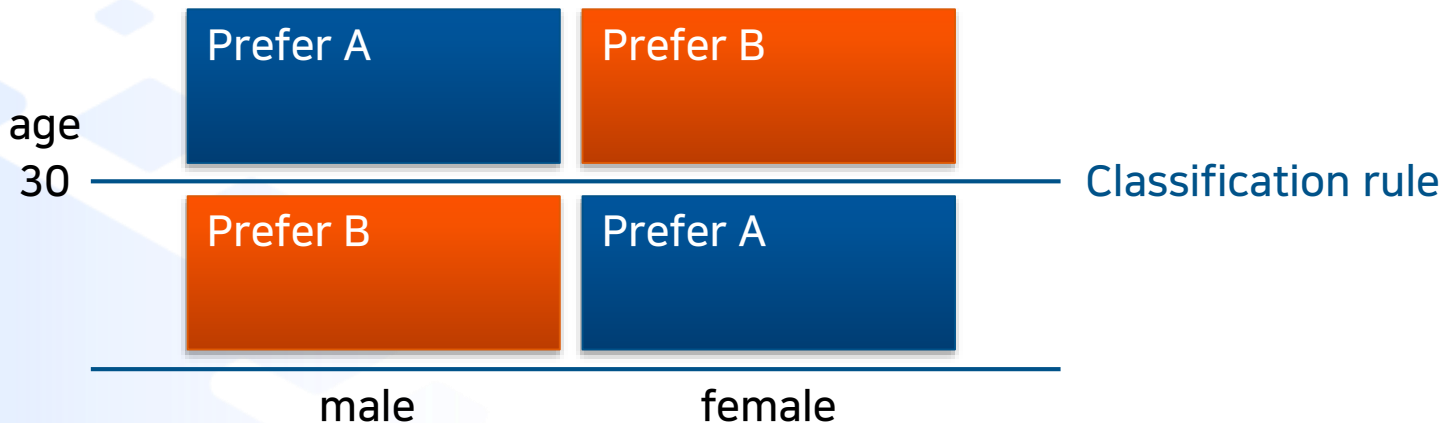 Prefer A
Prefer B
age
30
Classification rule
Prefer B
Prefer A
male
female